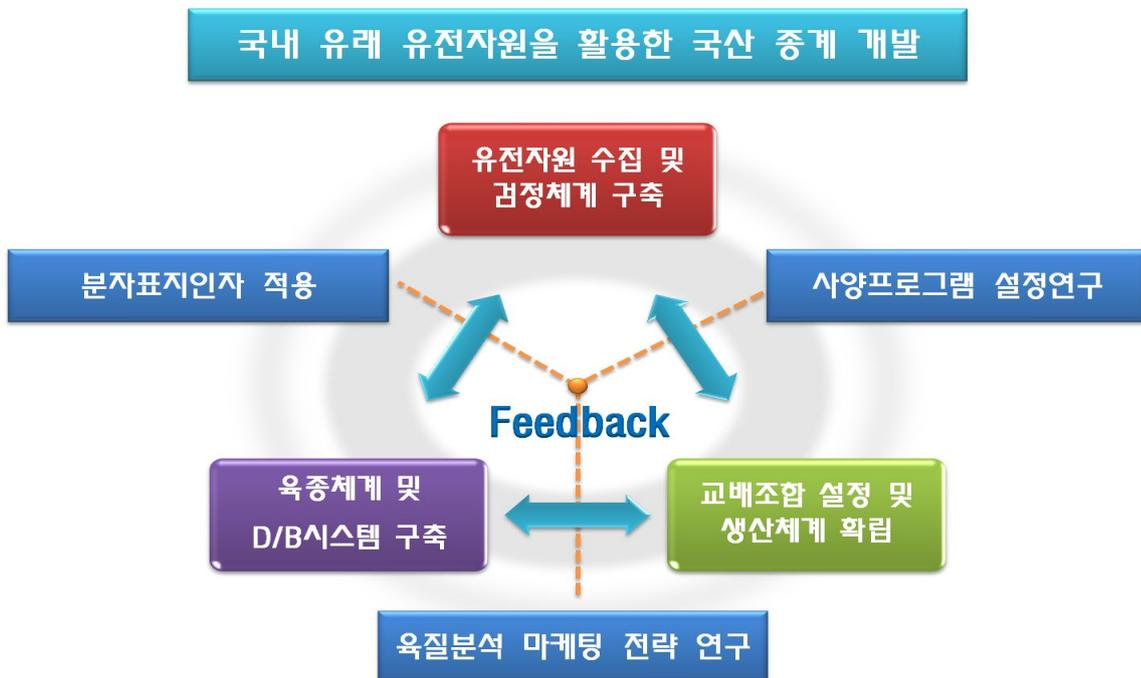 국내 유래 유전자원을 활용한 국산 종계 개발
유전자원 수집 및
검정체계 구축
분자표지인자 적용
사양프로그램 설정연구
Feedback
육종체계 및
D/B시스템 구축
교배조합 설정 및
생산체계 확립
육질분석 마케팅 전략 연구